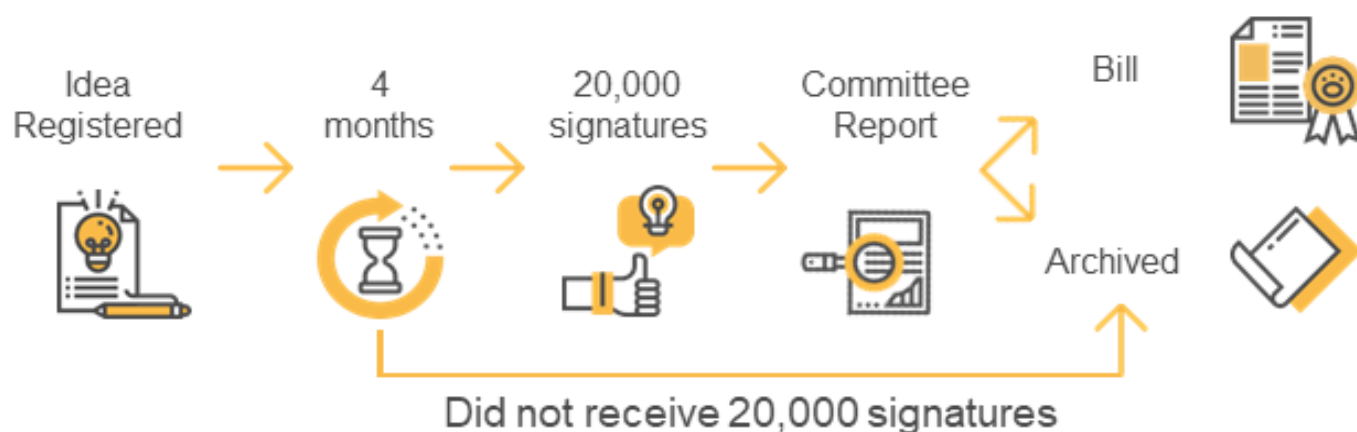 Idea
Registered
4
months
20,000
signatures
Committee
Report
Bill
Archived
Did not receive 20,000 signatures